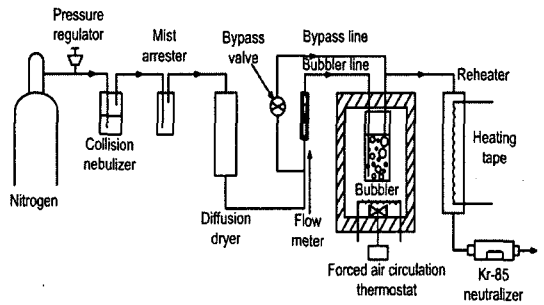 Pressure
regulator
Mist
arrester
Bypass
valve
Bypass line
Bubbler line
Reheater
Collision
nebulizer
Heating
tape
Nitrogen
Bubbler
Diffusion
dryer
Flow
meter
Forced air circulation
thermostat
Kr-85
neutralizer